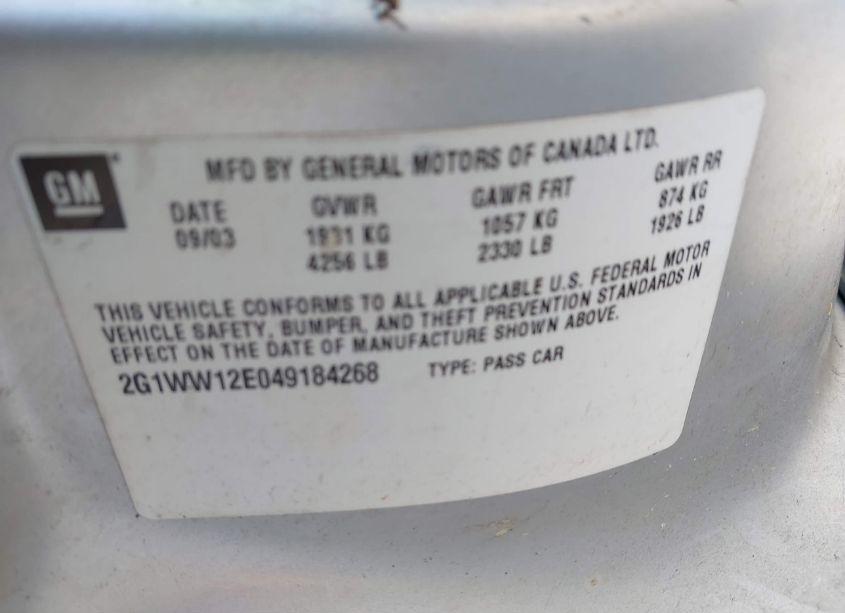 GM
MFD BY GENERAL MOTORS OF CANADA LTD.
DATE GVWR GAWR FRT GAWR RR
09/03 1931 KG 1057 KG 874 KG
4256 LB 2330 LB 1926 LB
THIS VEHICLE CONFORMS TO ALL APPLICABLE U.S. FEDERAL MOTOR
VEHICLE SAFETY, BUMPER, AND THEFT PREVENTION STANDARDS IN
EFFECT ON THE DATE OF MANUFACTURE SHOWN ABOVE.
2G1WW12E049184268 TYPE: PASS CAR